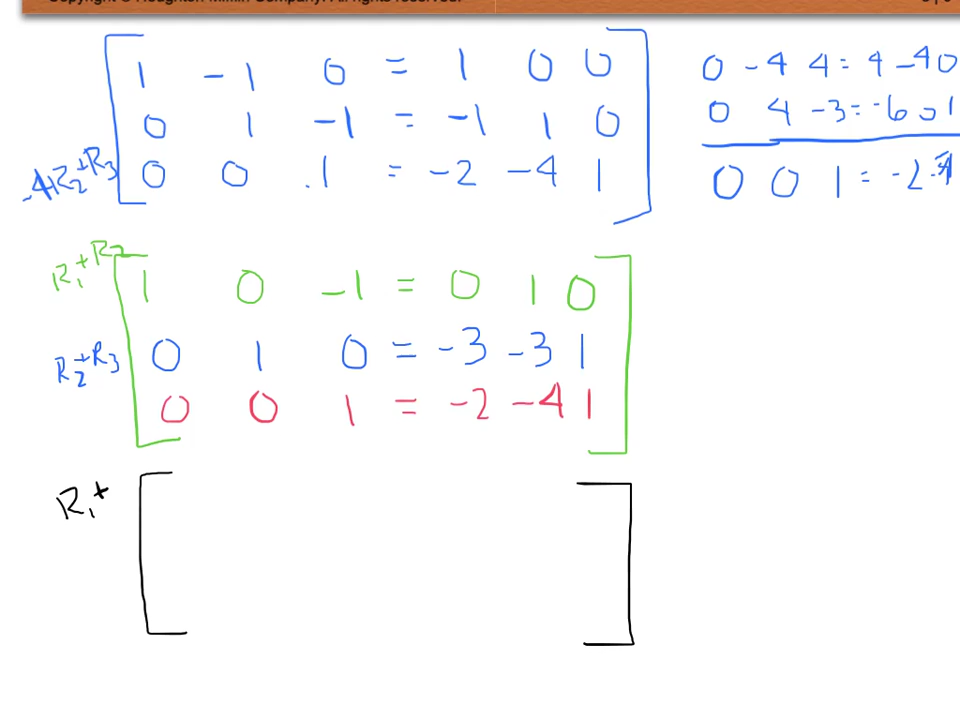 1 -1 0 = 1 0 0
0 1 -1 = -1 1 0
-4R2+R3 0 0 .1 = -2 -4 1
0 -4 4 = 4 -4 0
0 4 -3 = -6 0 1
0 0 1 = -2 -4
R1+R2 1 0 -1 = 0 1 0
R2+R3 0 1 0 = -3 -3 1
0 0 1 = -2 -4 1
R1+